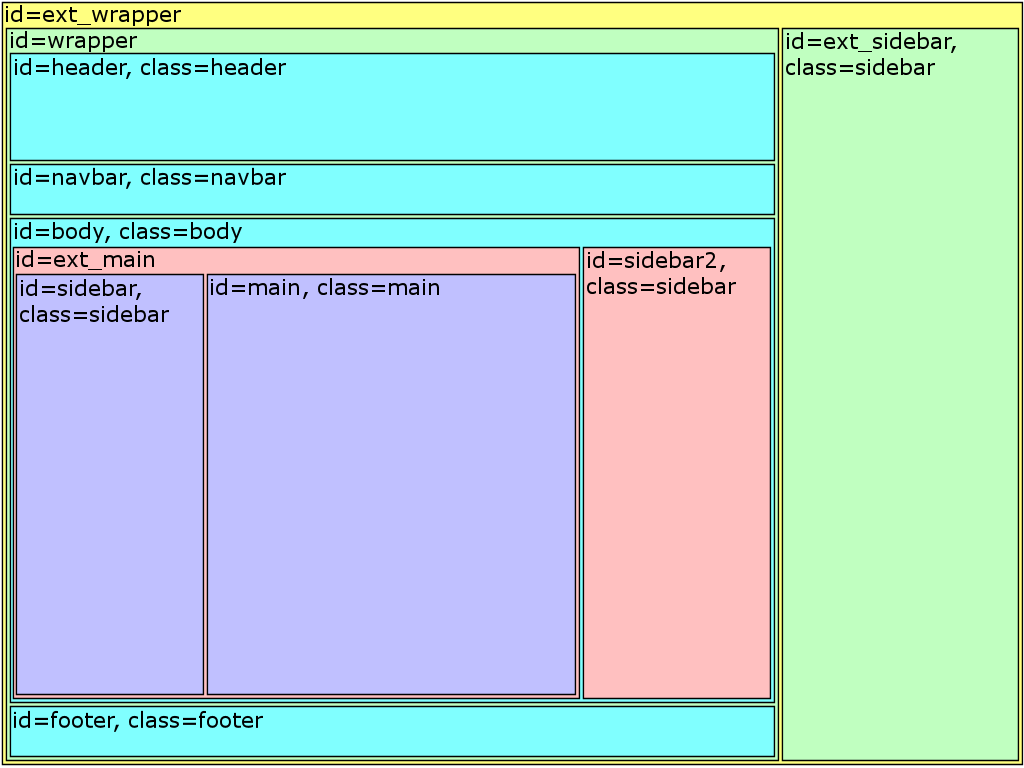 id=ext_wrapper
id=wrapper
id=header, class=header
id=navbar, class=navbar
id=body, class=body
id=ext_main
id=sidebar,
class=sidebar
id=main, class=main
id=sidebar2,
class=sidebar
id=footer, class=footer
id=ext_sidebar,
class=sidebar